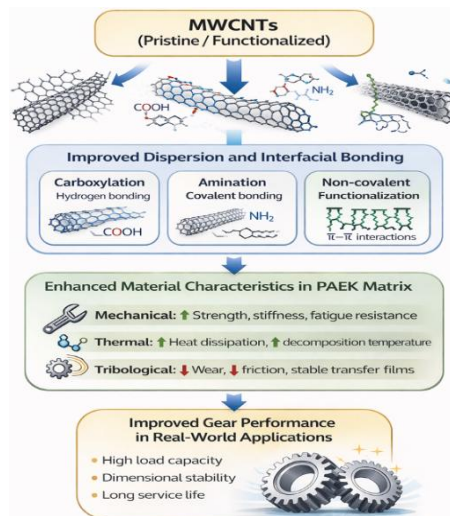 MWCNTs
(Pristine / Functionalized)
COOH
NH2
Improved Dispersion and Interfacial Bonding
Carboxylation
Hydrogen bonding
COOH
Amination
Covalent bonding
NH2
Non-covalent
Functionalization
π–π interactions
Enhanced Material Characteristics in PAEK Matrix
Mechanical: ⬆ Strength, stiffness, fatigue resistance
Thermal: ⬆ Heat dissipation, ⬆ decomposition temperature
Tribological: ⬇ Wear, ⬇ friction, stable transfer films
Improved Gear Performance
in Real-World Applications
• High load capacity
• Dimensional stability
• Long service life